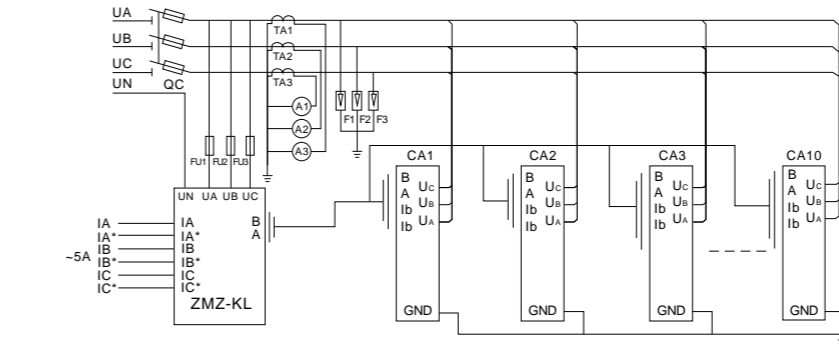 UA
UB
UC
UN
QC
TA1
TA2
TA3
A1
A2
A3
F1 F2 F3
FU1 FU2 FU3
UN UA UB UC
~5A
IA
IA*
IB
IB*
IC
IC*
IA
IA*
IB
IB*
IC
IC*
B
A
ZMZ-KL
CA1
B
A
Ib
Ib
UC
UB
UA
GND
CA2
B
A
Ib
Ib
UC
UB
UA
GND
CA3
B
A
Ib
Ib
UC
UB
UA
GND
CA10
B
A
Ib
Ib
UC
UB
UA
GND